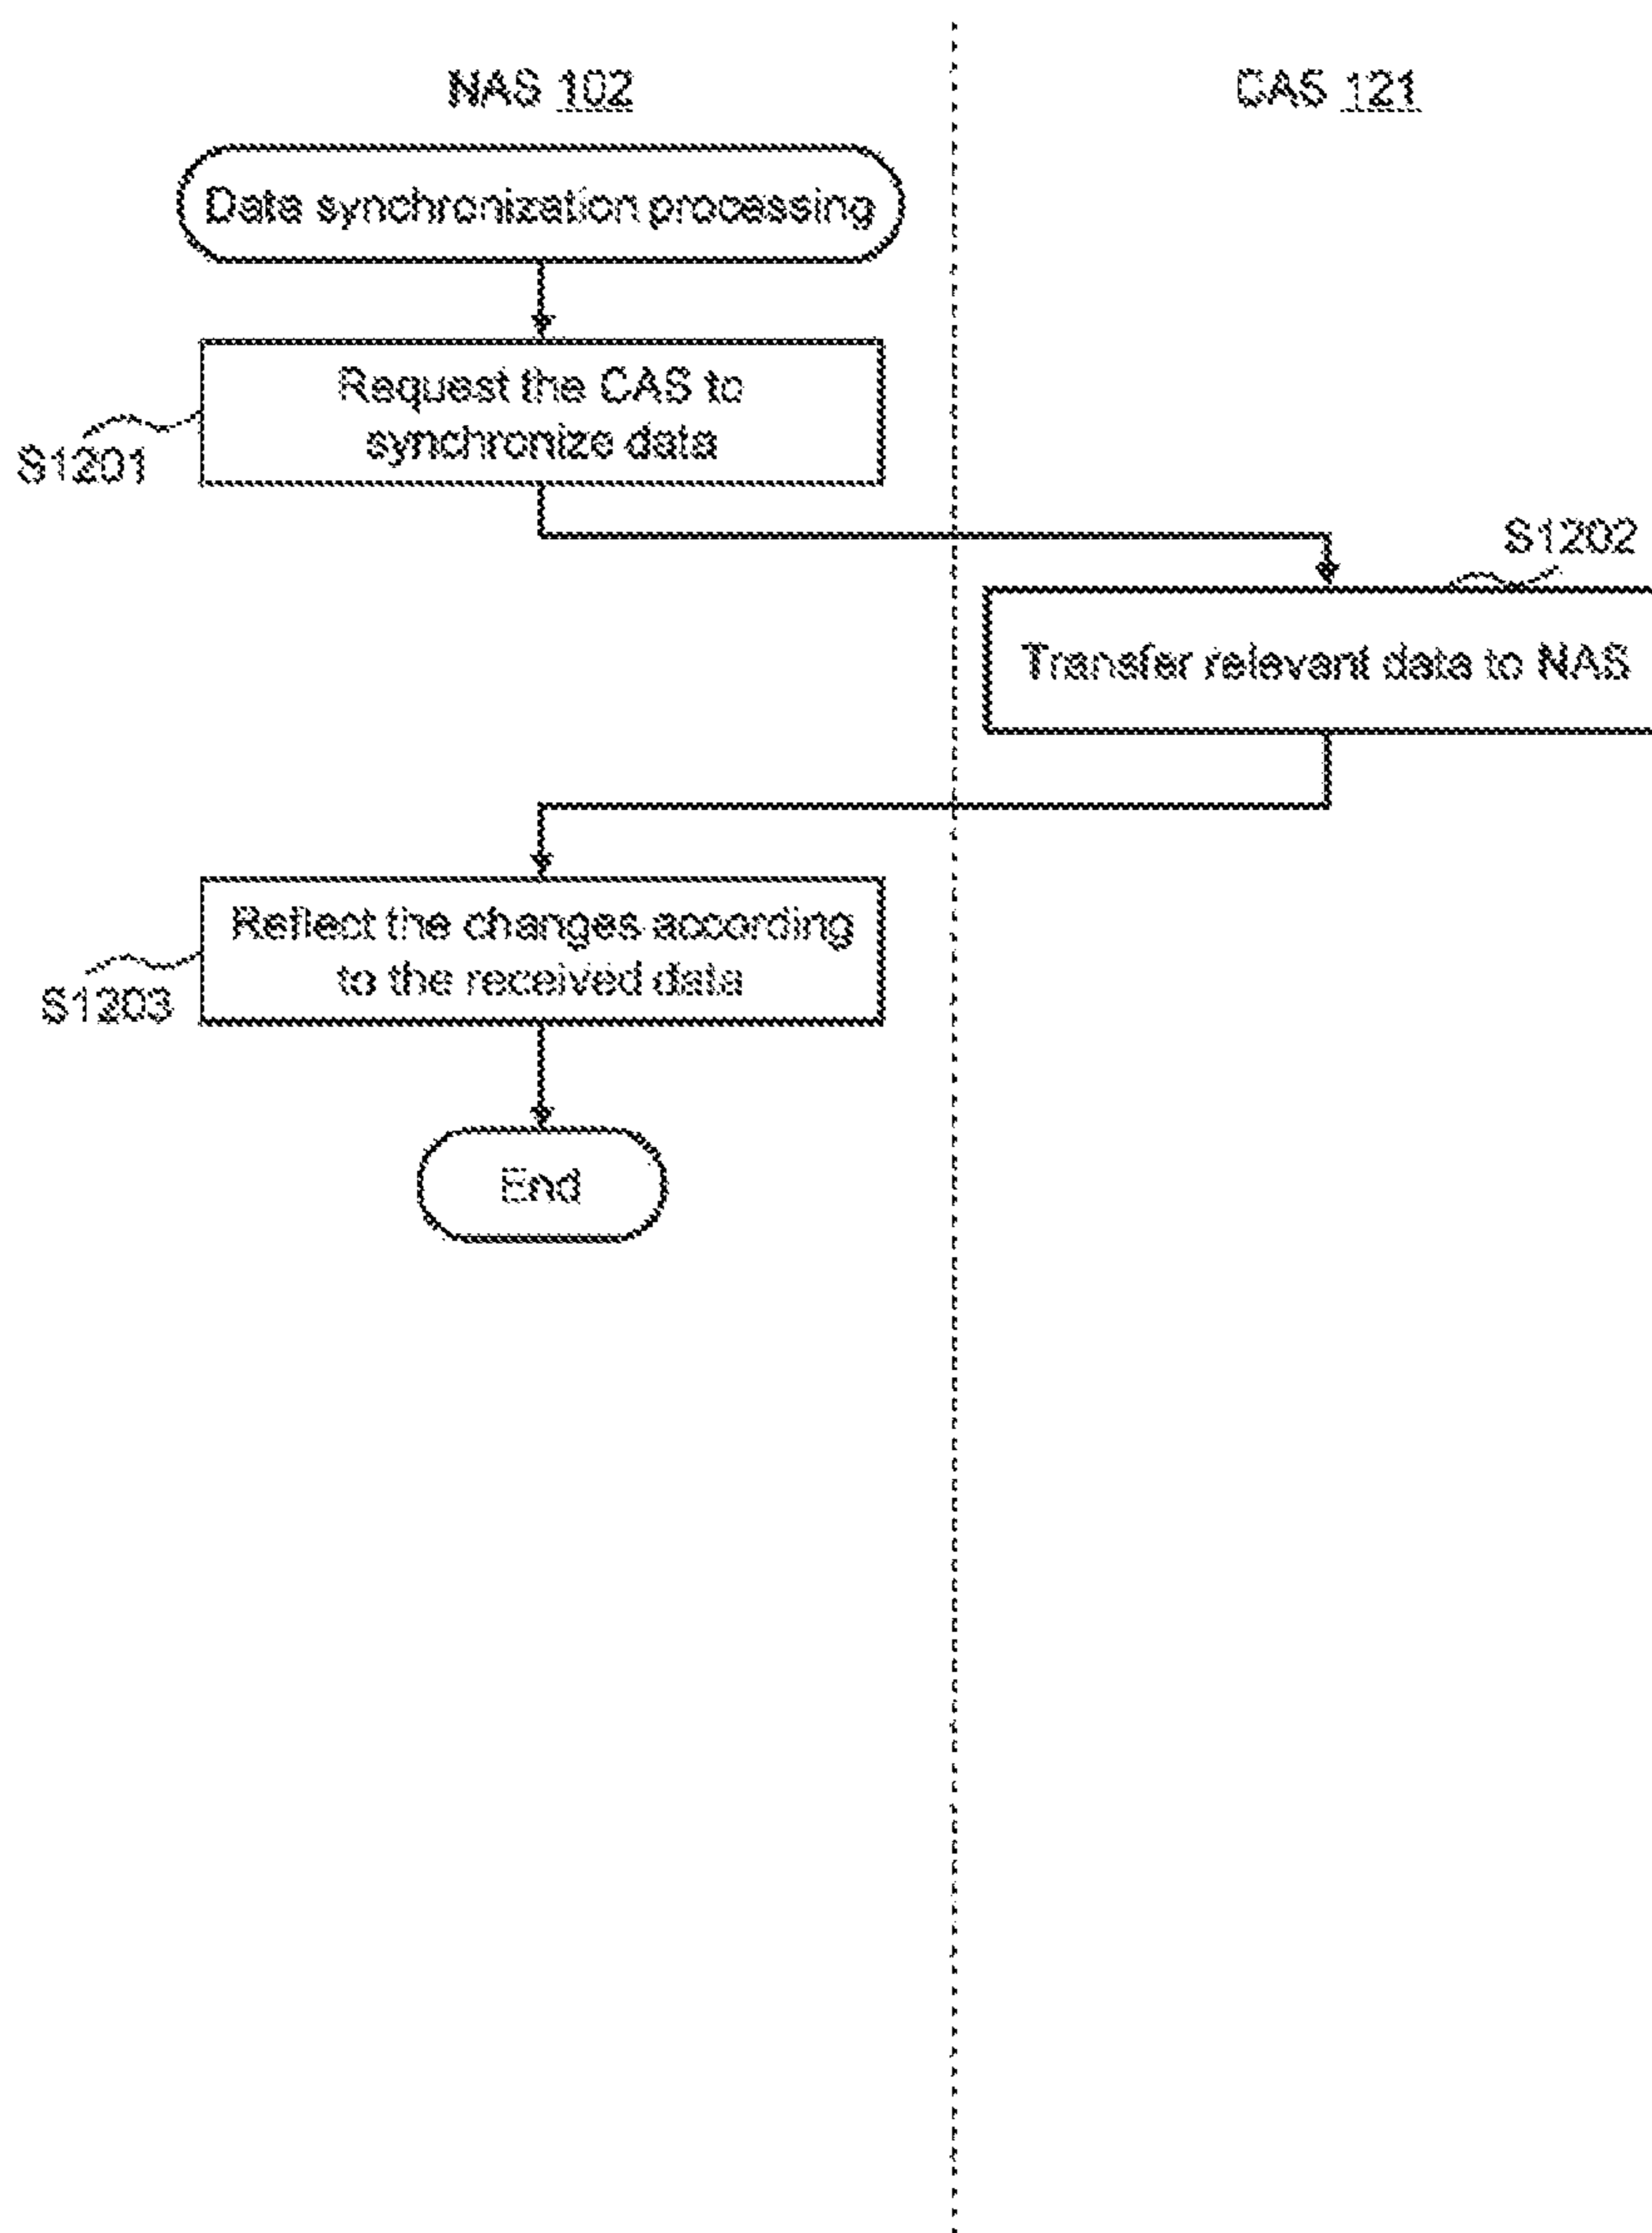 NAS 102
CAS 121
Data synchronization processing
Request the CAS to
synchronize data
S1201
S1202
Transfer relevant data to NAS
Reflect the changes according
to the received data
S1203
End